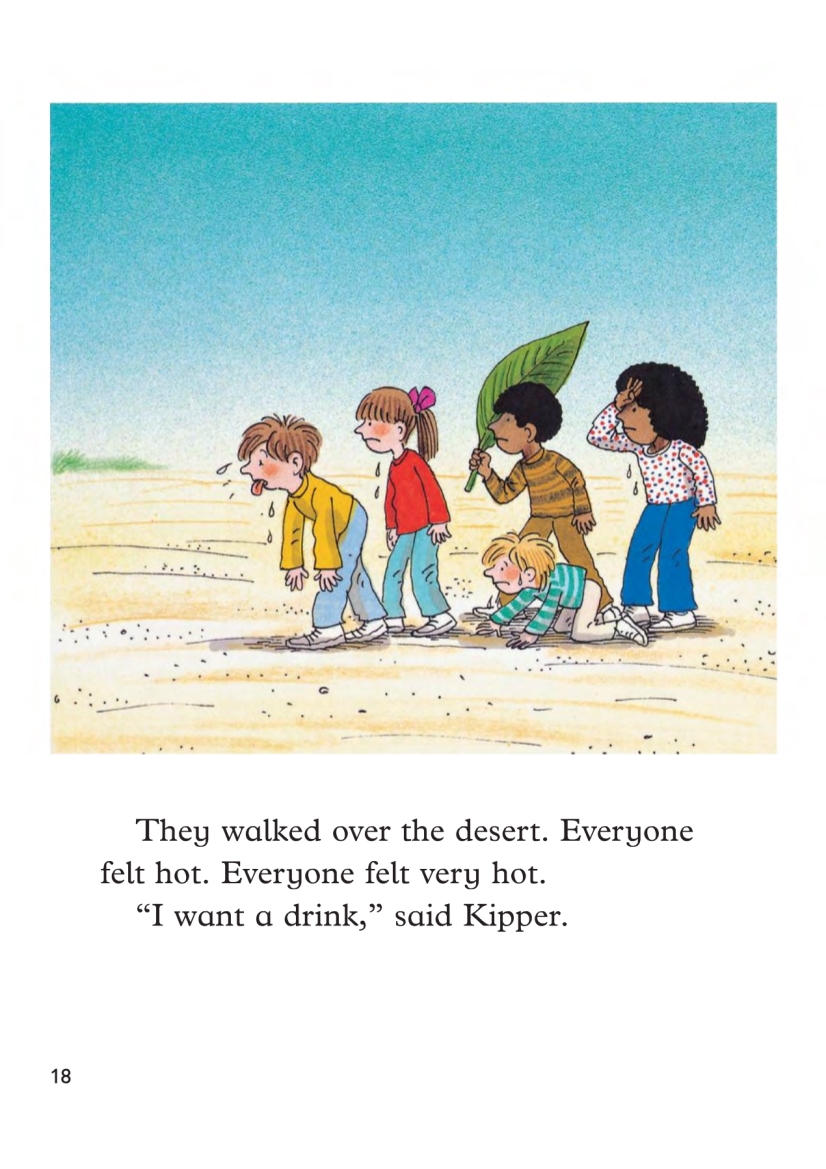 They walked over the desert. Everyone
felt hot. Everyone felt very hot.
“I want a drink,” said Kipper.
18